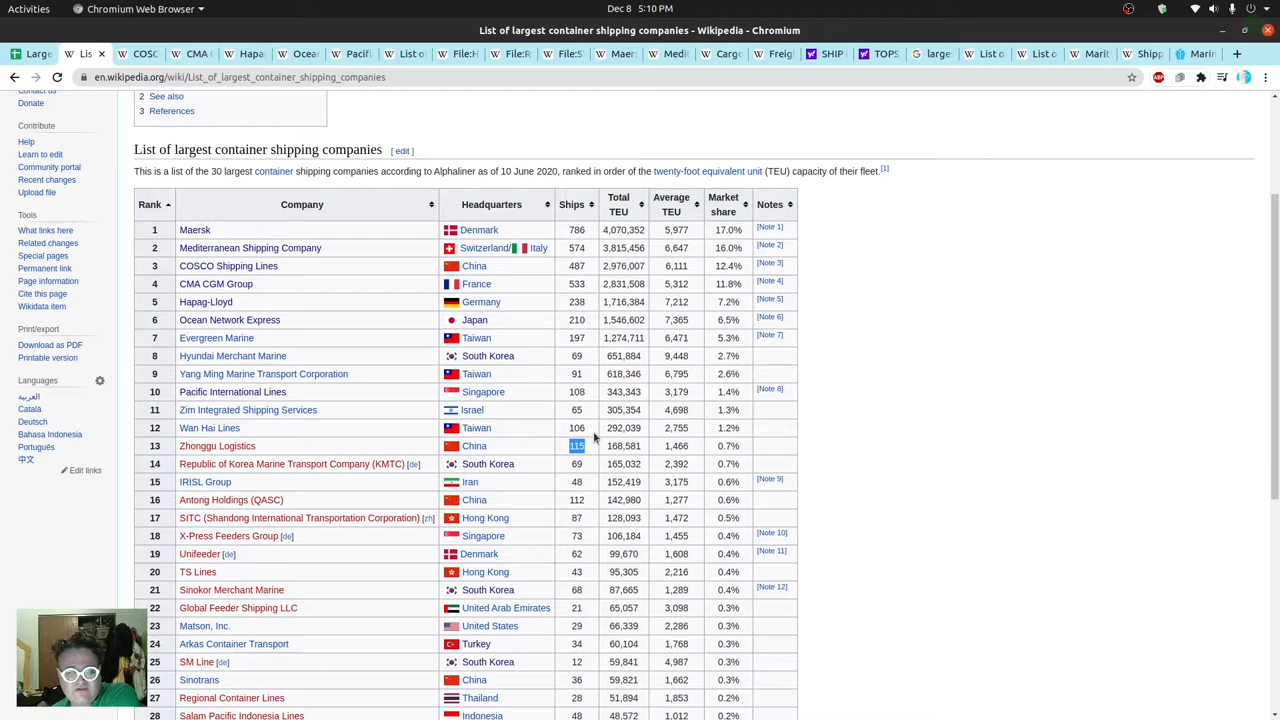 Activities Chromium Web Browser Dec 8 5:10 PM
List of largest container shipping companies - Wikipedia - Chromium
Large List COSC CMA C Hapag Ocean Pacifi List o File:H File:R File:S Maers Medit Cargo Freigh SHIP TOPS larges List o List o Marit Shipp Marin
en.wikipedia.org/wiki/List_of_largest_container_shipping_companies
Contact us
Donate
Contribute
Help
Learn to edit
Community portal
Recent changes
Upload file
Tools
What links here
Related changes
Special pages
Permanent link
Page information
Cite this page
Wikidata item
Print/export
Download as PDF
Printable version
Languages
العربية
Català
Deutsch
Bahasa Indonesia
Português
中文
Edit links
2 See also
3 References
List of largest container shipping companies [ edit ]
This is a list of the 30 largest container shipping companies according to Alphaliner as of 10 June 2020, ranked in order of the twenty-foot equivalent unit (TEU) capacity of their fleet.[1]
Rank Company Headquarters Ships Total TEU Average TEU Market share Notes
1 Maersk Denmark 786 4,070,352 5,977 17.0% [Note 1]
2 Mediterranean Shipping Company Switzerland/ Italy 574 3,815,456 6,647 16.0% [Note 2]
3 COSCO Shipping Lines China 487 2,976,007 6,111 12.4% [Note 3]
4 CMA CGM Group France 533 2,831,508 5,312 11.8% [Note 4]
5 Hapag-Lloyd Germany 238 1,716,384 7,212 7.2% [Note 5]
6 Ocean Network Express Japan 210 1,546,602 7,365 6.5% [Note 6]
7 Evergreen Marine Taiwan 197 1,274,711 6,471 5.3% [Note 7]
8 Hyundai Merchant Marine South Korea 69 651,884 9,448 2.7%
9 Yang Ming Marine Transport Corporation Taiwan 91 618,346 6,795 2.6%
10 Pacific International Lines Singapore 108 343,343 3,179 1.4% [Note 8]
11 Zim Integrated Shipping Services Israel 65 305,354 4,698 1.3%
12 Wan Hai Lines Taiwan 106 292,039 2,755 1.2%
13 Zhonggu Logistics China 115 168,581 1,466 0.7%
14 Republic of Korea Marine Transport Company (KMTC) [de] South Korea 69 165,032 2,392 0.7%
15 IRISL Group Iran 48 152,419 3,175 0.6% [Note 9]
16 Antong Holdings (QASC) China 112 142,980 1,277 0.6%
17 SITC (Shandong International Transportation Corporation) [zh] Hong Kong 87 128,093 1,472 0.5%
18 X-Press Feeders Group [de] Singapore 73 106,184 1,455 0.4% [Note 10]
19 Unifeeder [de] Denmark 62 99,670 1,608 0.4% [Note 11]
20 TS Lines Hong Kong 43 95,305 2,216 0.4%
21 Sinokor Merchant Marine South Korea 68 87,665 1,289 0.4% [Note 12]
22 Global Feeder Shipping LLC United Arab Emirates 21 65,057 3,098 0.3%
23 Matson, Inc. United States 29 66,339 2,286 0.3%
24 Arkas Container Transport Turkey 34 60,104 1,768 0.3%
25 SM Line [de] South Korea 12 59,841 4,987 0.3%
26 Sinotrans China 36 59,821 1,662 0.3%
27 Regional Container Lines Thailand 28 51,894 1,853 0.2%
28 Salam Pacific Indonesia Lines Indonesia 48 48,572 1,012 0.2%